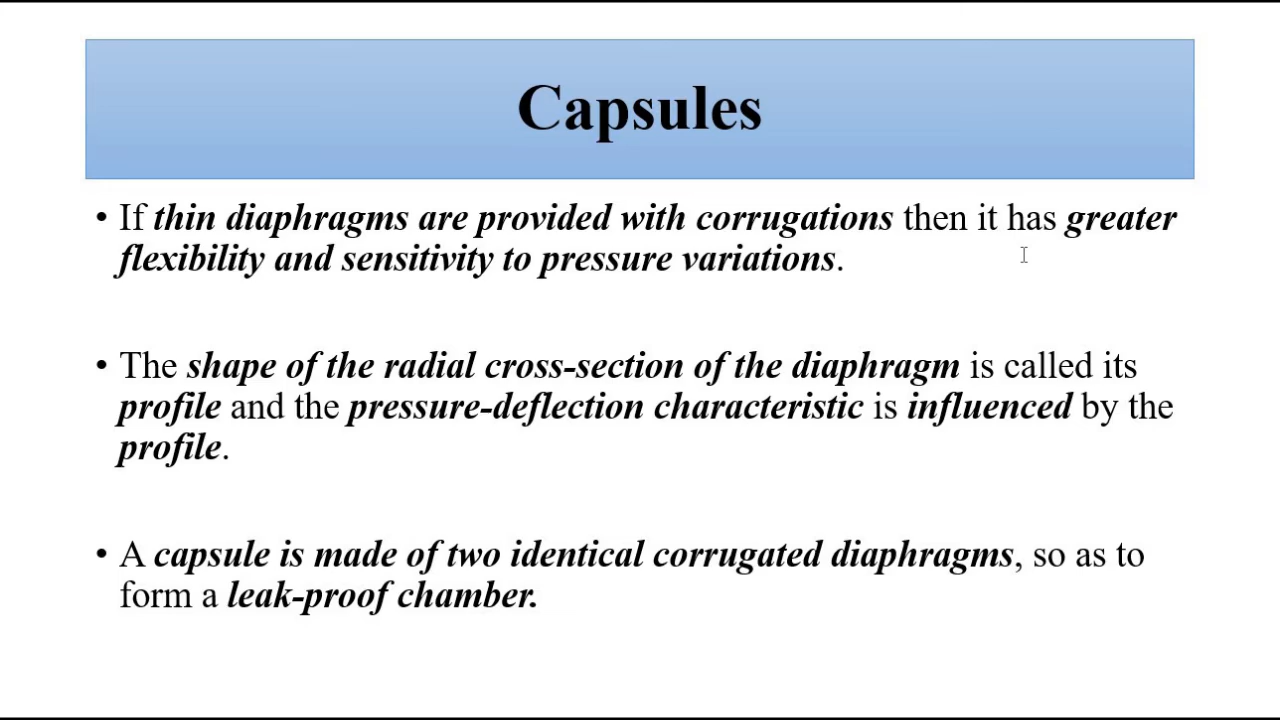 Capsules
• If thin diaphragms are provided with corrugations then it has greater
flexibility and sensitivity to pressure variations.
• The shape of the radial cross-section of the diaphragm is called its
profile and the pressure-deflection characteristic is influenced by the
profile.
• A capsule is made of two identical corrugated diaphragms, so as to
form a leak-proof chamber.